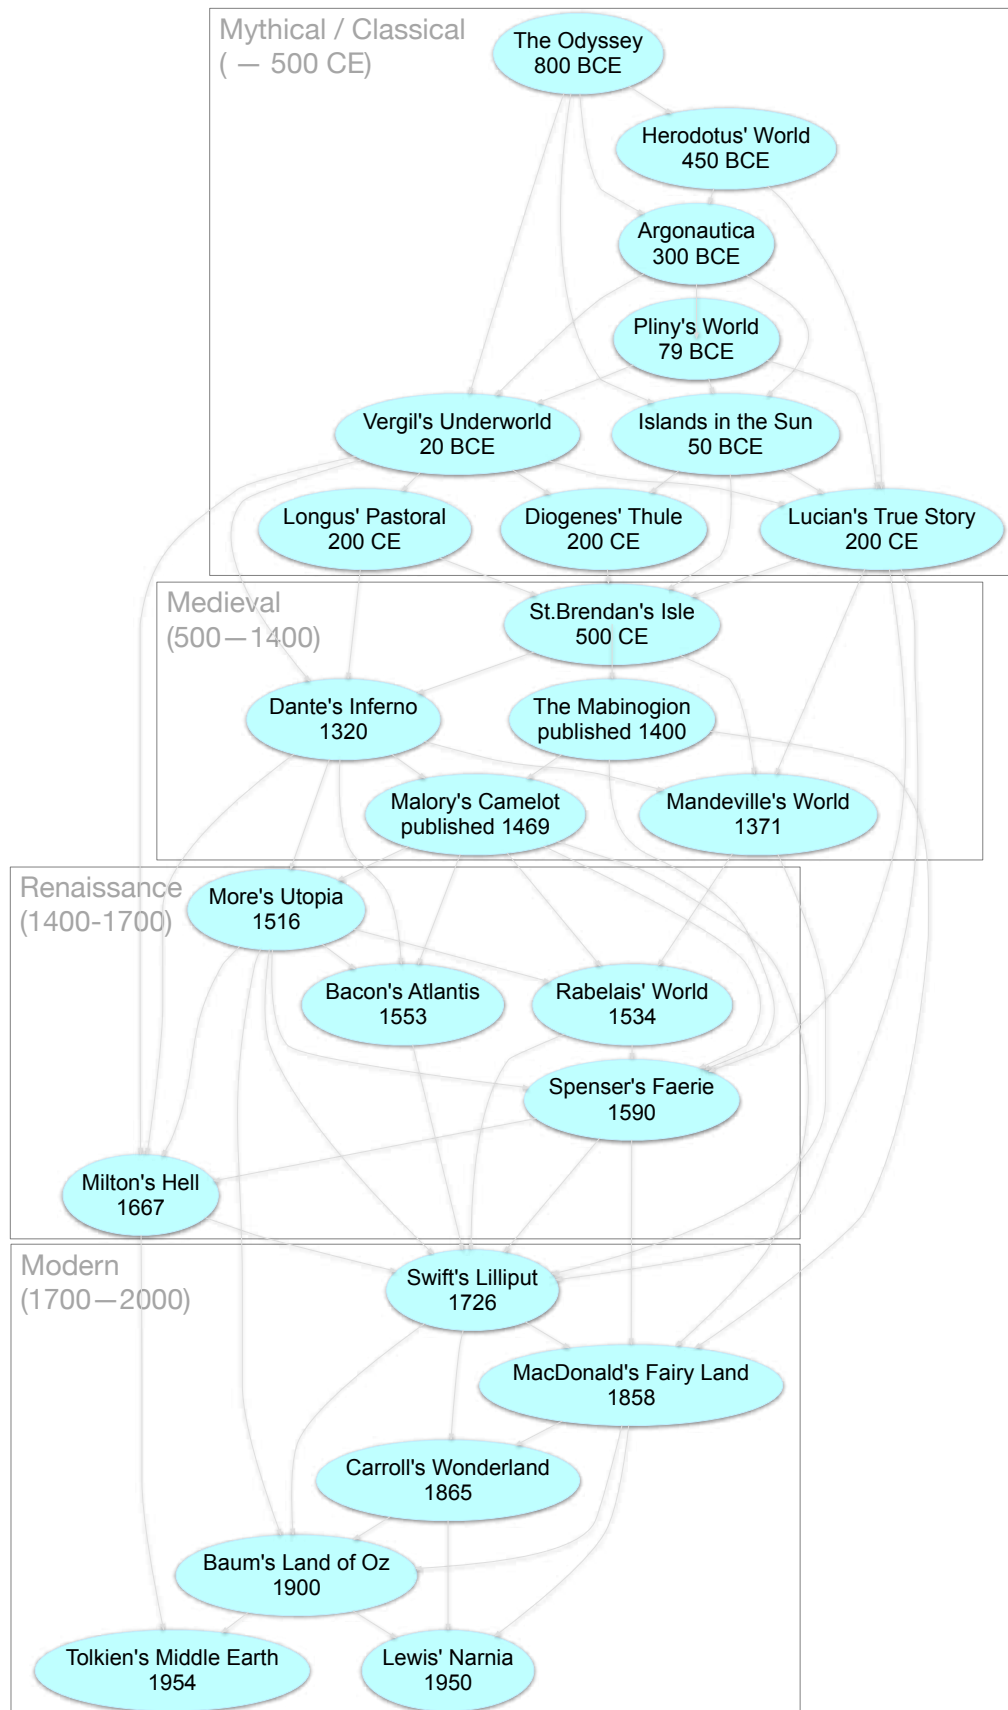 Mythical / Classical
( — 500 CE)
The Odyssey
800 BCE
Herodotus' World
450 BCE
Argonautica
300 BCE
Pliny's World
79 BCE
Vergil's Underworld
20 BCE
Islands in the Sun
50 BCE
Longus' Pastoral
200 CE
Diogenes' Thule
200 CE
Lucian's True Story
200 CE
Medieval
(500—1400)
St.Brendan's Isle
500 CE
Dante's Inferno
1320
The Mabinogion
published 1400
Malory's Camelot
published 1469
Mandeville's World
1371
Renaissance
(1400-1700)
More's Utopia
1516
Bacon's Atlantis
1553
Rabelais' World
1534
Spenser's Faerie
1590
Milton's Hell
1667
Modern
(1700—2000)
Swift's Lilliput
1726
MacDonald's Fairy Land
1858
Carroll's Wonderland
1865
Baum's Land of Oz
1900
Tolkien's Middle Earth
1954
Lewis' Narnia
1950